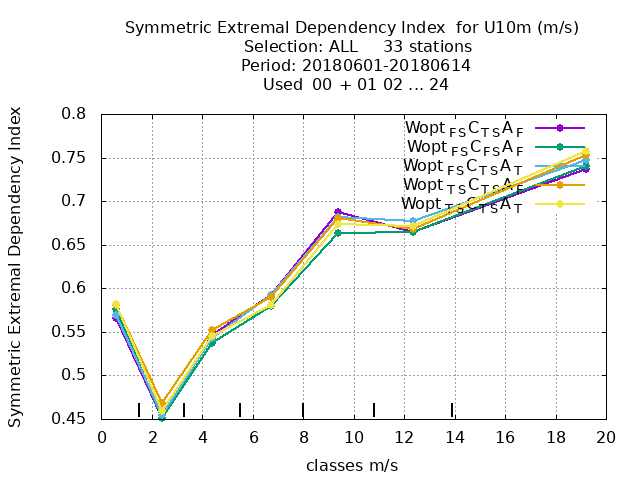 Symmetric Extremal Dependency Index  for U10m (m/s)
Selection: ALL     33 stations
Period: 20180601-20180614
Used  00 + 01 02 ... 24
Symmetric Extremal Dependency Index
0.8
0.75
0.7
0.65
0.6
0.55
0.5
0.45
Wopt FS C TS A F
Wopt FS C FS A F
Wopt FS C TS A T
Wopt TS C TS A F
Wopt TS C TS A T
0 2 4 6 8 10 12 14 16 18 20
classes m/s